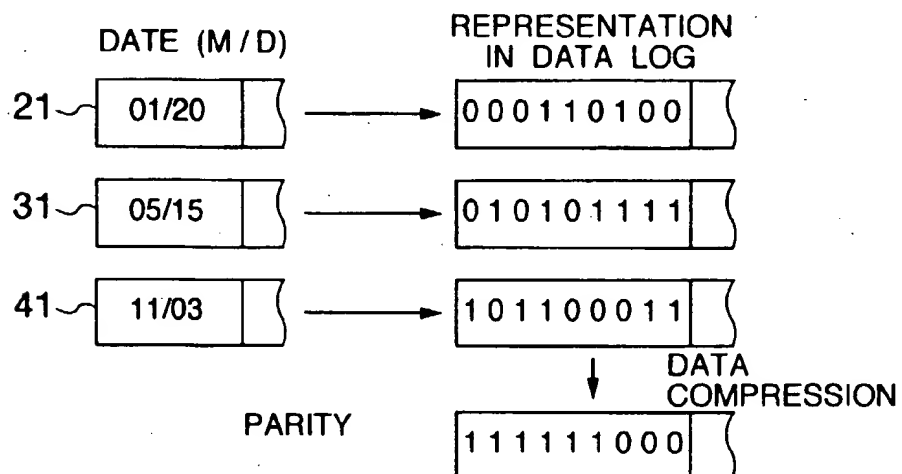 DATE (M/D)
REPRESENTATION
IN DATA LOG
21
01/20
000110100
31
05/15
010101111
41
11/03
101100011
DATA
COMPRESSION
PARITY
111111000